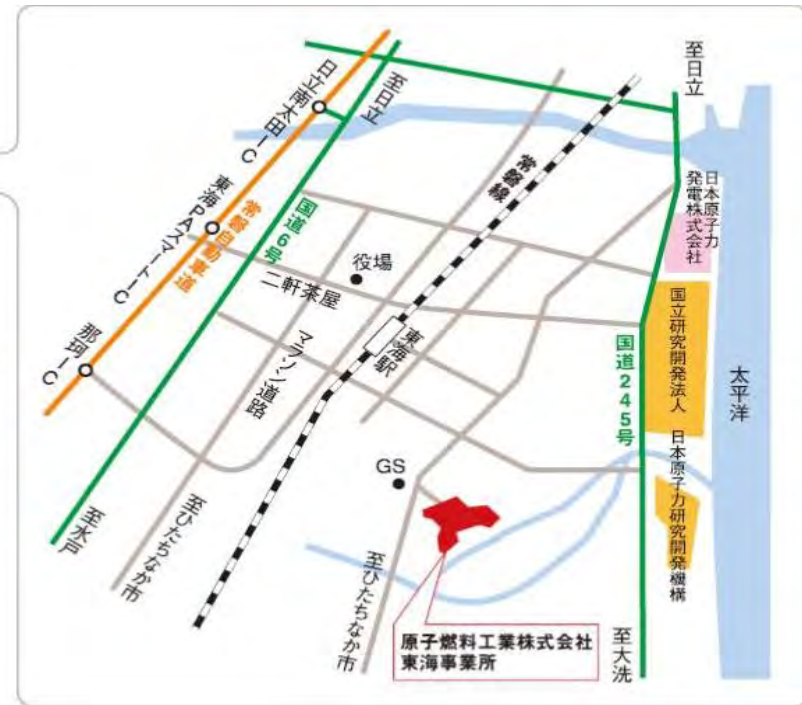 至日立
日立南太田IC
至日立
常磐線
日本原子力
発電株式会社
東海PAスマートIC
常磐自動車道
国道6号
役場
二軒茶屋
国立研究開発法人 日本原子力研究開発機構
太平洋
那珂IC
マラソン道路
東海駅
国道245号
GS
至水戸
至ひたちなか市
至ひたちなか市
原子燃料工業株式会社
東海事業所
至大洗